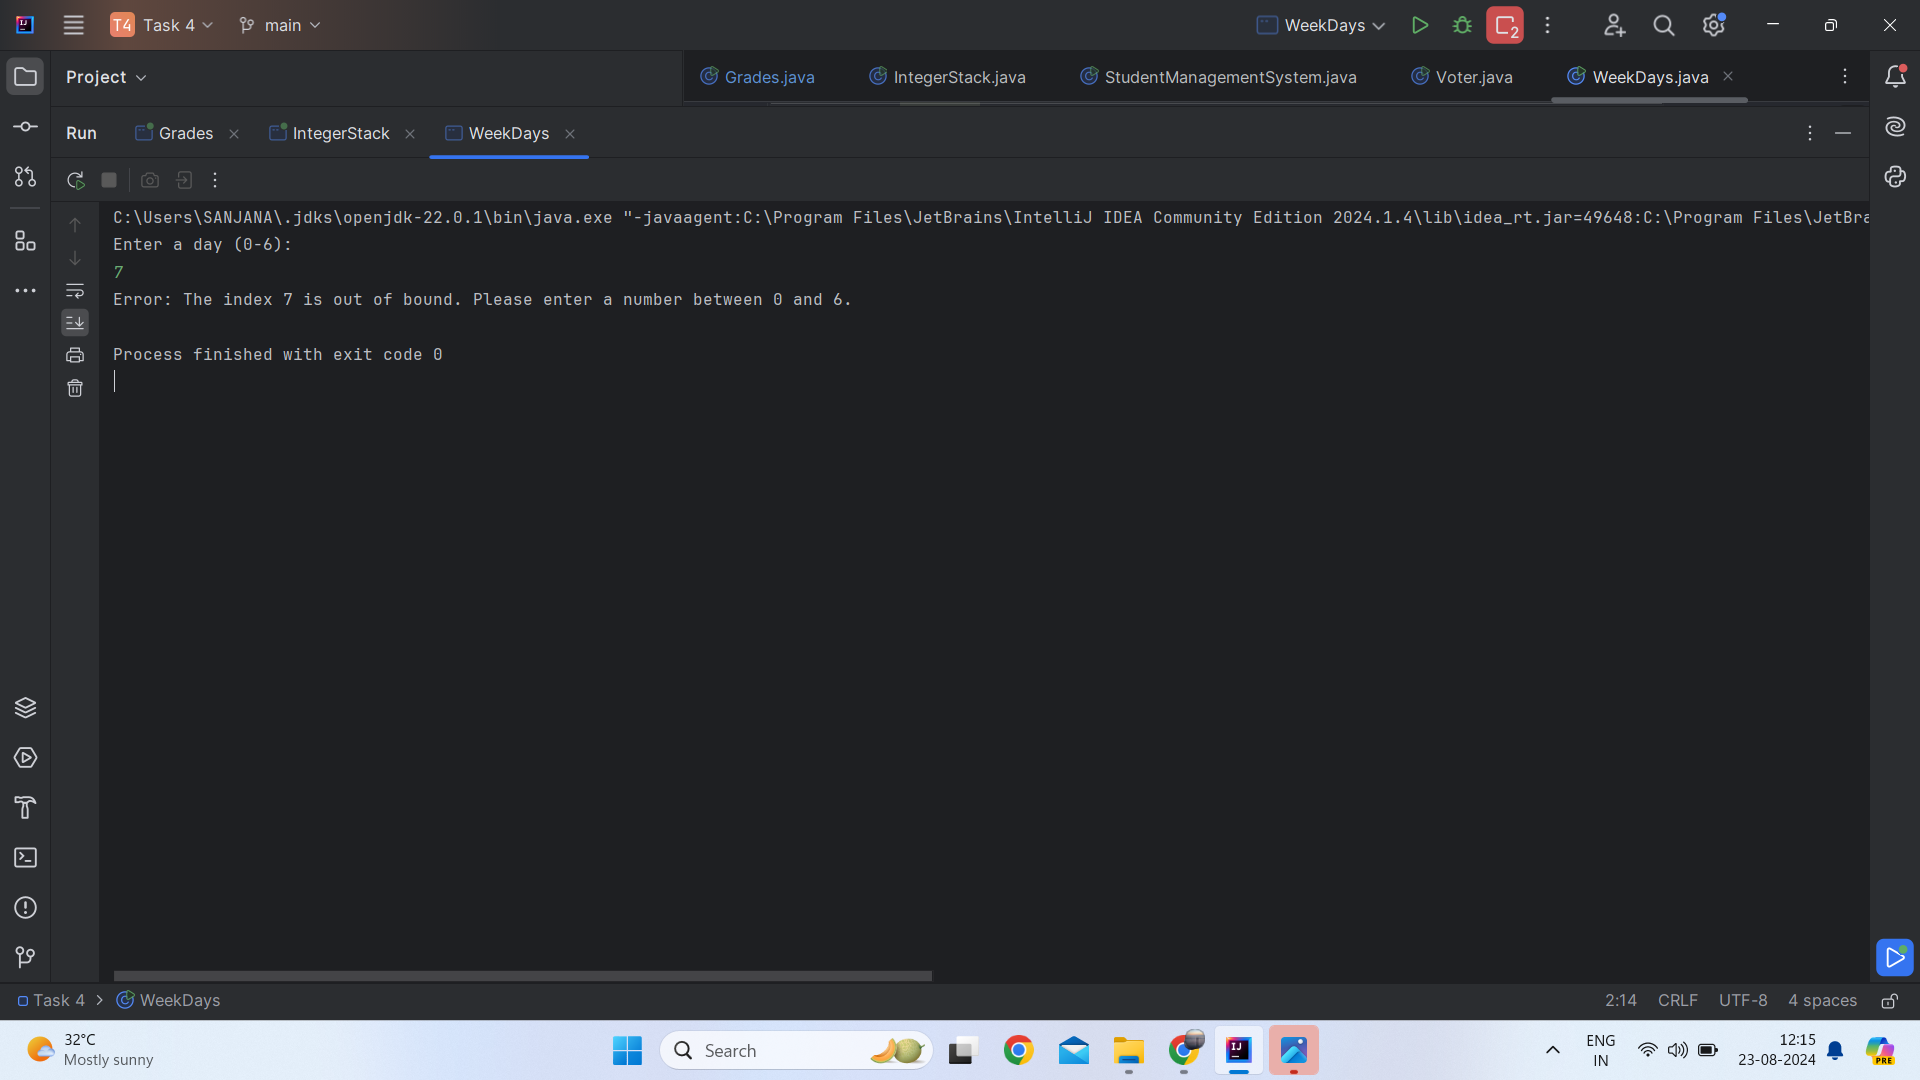 T4 Task 4 main WeekDays 2
Project Grades.java IntegerStack.java StudentManagementSystem.java Voter.java WeekDays.java
Run Grades IntegerStack WeekDays
C:\Users\SANJANA\.jdks\openjdk-22.0.1\bin\java.exe "-javaagent:C:\Program Files\JetBrains\IntelliJ IDEA Community Edition 2024.1.4\lib\idea_rt.jar=49648:C:\Program Files\JetBra
Enter a day (0-6):
7
Error: The index 7 is out of bound. Please enter a number between 0 and 6.
Process finished with exit code 0
Task 4 > WeekDays 2:14 CRLF UTF-8 4 spaces
32°C
Mostly sunny
Search
ENG
IN
12:15
23-08-2024
PRE